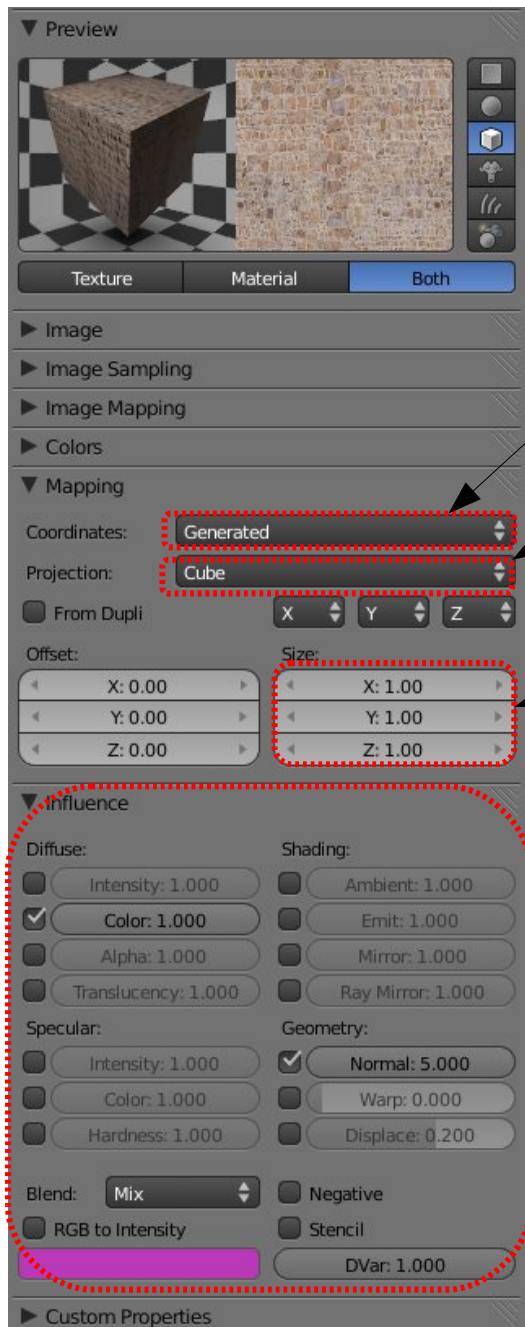 Preview
Texture Material Both
Image
Image Sampling
Image Mapping
Colors
Mapping
Coordinates: Generated
Projection: Cube
From Dupli X Y Z
Offset: Size:
X: 0.00 X: 1.00
Y: 0.00 Y: 1.00
Z: 0.00 Z: 1.00
Influence
Diffuse: Shading:
Intensity: 1.000 Ambient: 1.000
Color: 1.000 Emit: 1.000
Alpha: 1.000 Mirror: 1.000
Translucency: 1.000 Ray Mirror: 1.000
Specular: Geometry:
Intensity: 1.000 Normal: 5.000
Color: 1.000 Warp: 0.000
Hardness: 1.000 Displace: 0.200
Blend: Mix Negative
RGB to Intensity Stencil
DVar: 1.000
Custom Properties